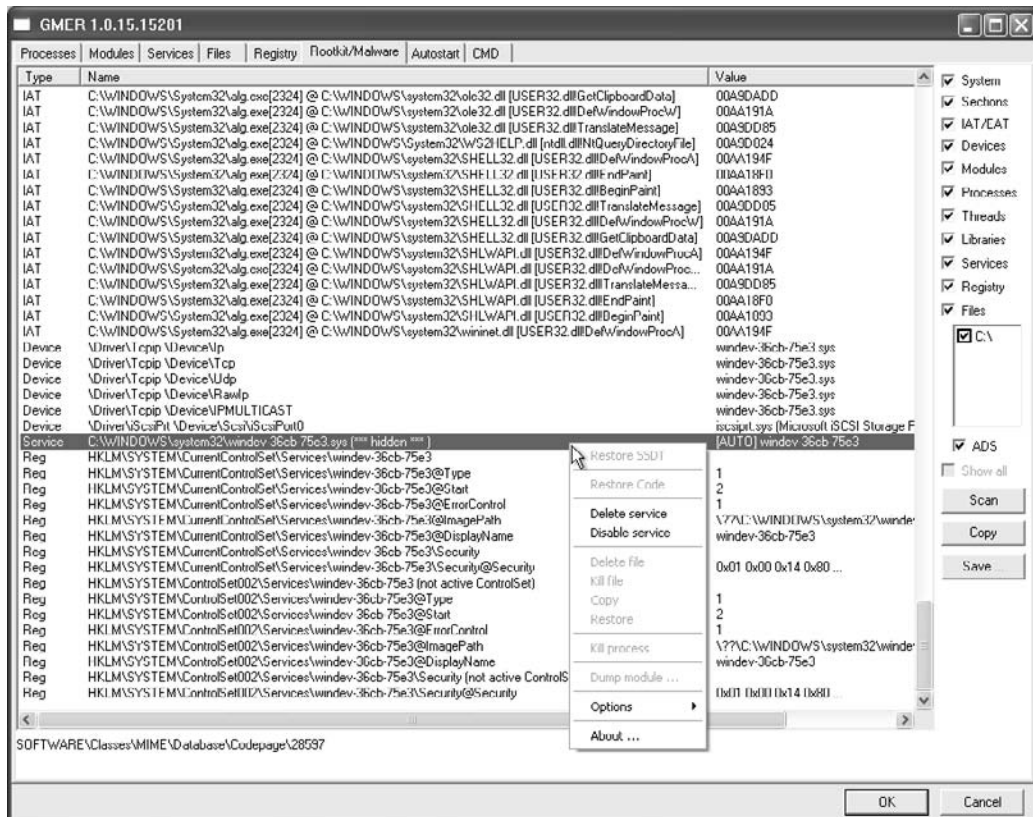 GMER 1.0.15.15281
Processes Modules Services Files Registry Rootkit/Malware Autostart CMD
Type Name Value
IAT C:\WINDOWS\System32\alg.exe[2324] @ C:\WINDOWS\system32\ole32.dll [USER32.dll!GetClipboardData] 00A9DADD
IAT C:\WINDOWS\System32\alg.exe[2324] @ C:\WINDOWS\system32\ole32.dll [USER32.dll!DefWindowProcW] 00AA191A
IAT C:\WINDOWS\System32\alg.exe[2324] @ C:\WINDOWS\system32\ole32.dll [USER32.dll!TranslateMessage] 00A9DD85
IAT C:\WINDOWS\System32\alg.exe[2324] @ C:\WINDOWS\System32\WS2HELP.dll [ntdll.dll!NtQueryDirectoryFile] 00A9D024
IAT C:\WINDOWS\System32\alg.exe[2324] @ C:\WINDOWS\system32\SHELL32.dll [USER32.dll!DefWindowProcA] 00AA194F
IAT C:\WINDOWS\System32\alg.exe[2324] @ C:\WINDOWS\system32\SHELL32.dll [USER32.dll!EndPaint] 00AA18F0
IAT C:\WINDOWS\System32\alg.exe[2324] @ C:\WINDOWS\system32\SHELL32.dll [USER32.dll!BeginPaint] 00AA1893
IAT C:\WINDOWS\System32\alg.exe[2324] @ C:\WINDOWS\system32\SHELL32.dll [USER32.dll!TranslateMessage] 00A9DD85
IAT C:\WINDOWS\System32\alg.exe[2324] @ C:\WINDOWS\system32\SHELL32.dll [USER32.dll!DefWindowProcW] 00AA191A
IAT C:\WINDOWS\System32\alg.exe[2324] @ C:\WINDOWS\system32\SHELL32.dll [USER32.dll!GetClipboardData] 00A9DADD
IAT C:\WINDOWS\System32\alg.exe[2324] @ C:\WINDOWS\system32\SHLWAPI.dll [USER32.dll!DefWindowProcA] 00AA194F
IAT C:\WINDOWS\System32\alg.exe[2324] @ C:\WINDOWS\system32\SHLWAPI.dll [USER32.dll!DefWindowProc... 00AA191A
IAT C:\WINDOWS\System32\alg.exe[2324] @ C:\WINDOWS\system32\SHLWAPI.dll [USER32.dll!TranslateMessa... 00A9DD85
IAT C:\WINDOWS\System32\alg.exe[2324] @ C:\WINDOWS\system32\SHLWAPI.dll [USER32.dll!EndPaint] 00AA18F0
IAT C:\WINDOWS\System32\alg.exe[2324] @ C:\WINDOWS\system32\SHLWAPI.dll [USER32.dll!BeginPaint] 00AA1893
IAT C:\WINDOWS\System32\alg.exe[2324] @ C:\WINDOWS\system32\wininet.dll [USER32.dll!DefWindowProcA] 00AA194F
Device \Driver\Tcpip \Device\Ip windev-36cb-75e3.sys
Device \Driver\Tcpip \Device\Tcp windev-36cb-75e3.sys
Device \Driver\Tcpip \Device\Udp windev-36cb-75e3.sys
Device \Driver\Tcpip \Device\RawIp windev-36cb-75e3.sys
Device \Driver\Tcpip \Device\IPMULTICAST windev-36cb-75e3.sys
Device \Driver\iScsiPrt \Device\Scsi\iScsiPort0 iscsiprt.sys (Microsoft iSCSI Storage P
Service C:\WINDOWS\system32\windev-36cb-75e3.sys (*** hidden *** ) [AUTO] windev-36cb-75e3
Reg HKLM\SYSTEM\CurrentControlSet\Services\windev-36cb-75e3
Reg HKLM\SYSTEM\CurrentControlSet\Services\windev-36cb-75e3@Type 1
Reg HKLM\SYSTEM\CurrentControlSet\Services\windev-36cb-75e3@Start 2
Reg HKLM\SYSTEM\CurrentControlSet\Services\windev-36cb-75e3@ErrorControl 1
Reg HKLM\SYSTEM\CurrentControlSet\Services\windev-36cb-75e3@ImagePath \??\C:\WINDOWS\system32\windev
Reg HKLM\SYSTEM\CurrentControlSet\Services\windev-36cb-75e3@DisplayName windev-36cb-75e3
Reg HKLM\SYSTEM\CurrentControlSet\Services\windev-36cb-75e3\Security
Reg HKLM\SYSTEM\CurrentControlSet\Services\windev-36cb-75e3\Security@Security 0x01 0x00 0x14 0x80 ...
Reg HKLM\SYSTEM\ControlSet002\Services\windev-36cb-75e3 (not active ControlSet)
Reg HKLM\SYSTEM\ControlSet002\Services\windev-36cb-75e3@Type 1
Reg HKLM\SYSTEM\ControlSet002\Services\windev-36cb-75e3@Start 2
Reg HKLM\SYSTEM\ControlSet002\Services\windev-36cb-75e3@ErrorControl 1
Reg HKLM\SYSTEM\ControlSet002\Services\windev-36cb-75e3@ImagePath \??\C:\WINDOWS\system32\windev
Reg HKLM\SYSTEM\ControlSet002\Services\windev-36cb-75e3@DisplayName windev-36cb-75e3
Reg HKLM\SYSTEM\ControlSet002\Services\windev-36cb-75e3\Security (not active ControlS
Reg HKLM\SYSTEM\ControlSet002\Services\windev-36cb-75e3\Security@Security 0x01 0x00 0x14 0x80 ...
Restore SSDT
Restore Code
Delete service
Disable service
Delete file
Kill file
Copy
Restore
Kill process
Dump module ...
Options
About ...
System
Sections
IAT/EAT
Devices
Modules
Processes
Threads
Libraries
Services
Registry
Files
C:\
ADS
Show all
Scan
Copy
Save ...
SOFTWARE\Classes\MIME\Database\Codepage\28597
OK Cancel